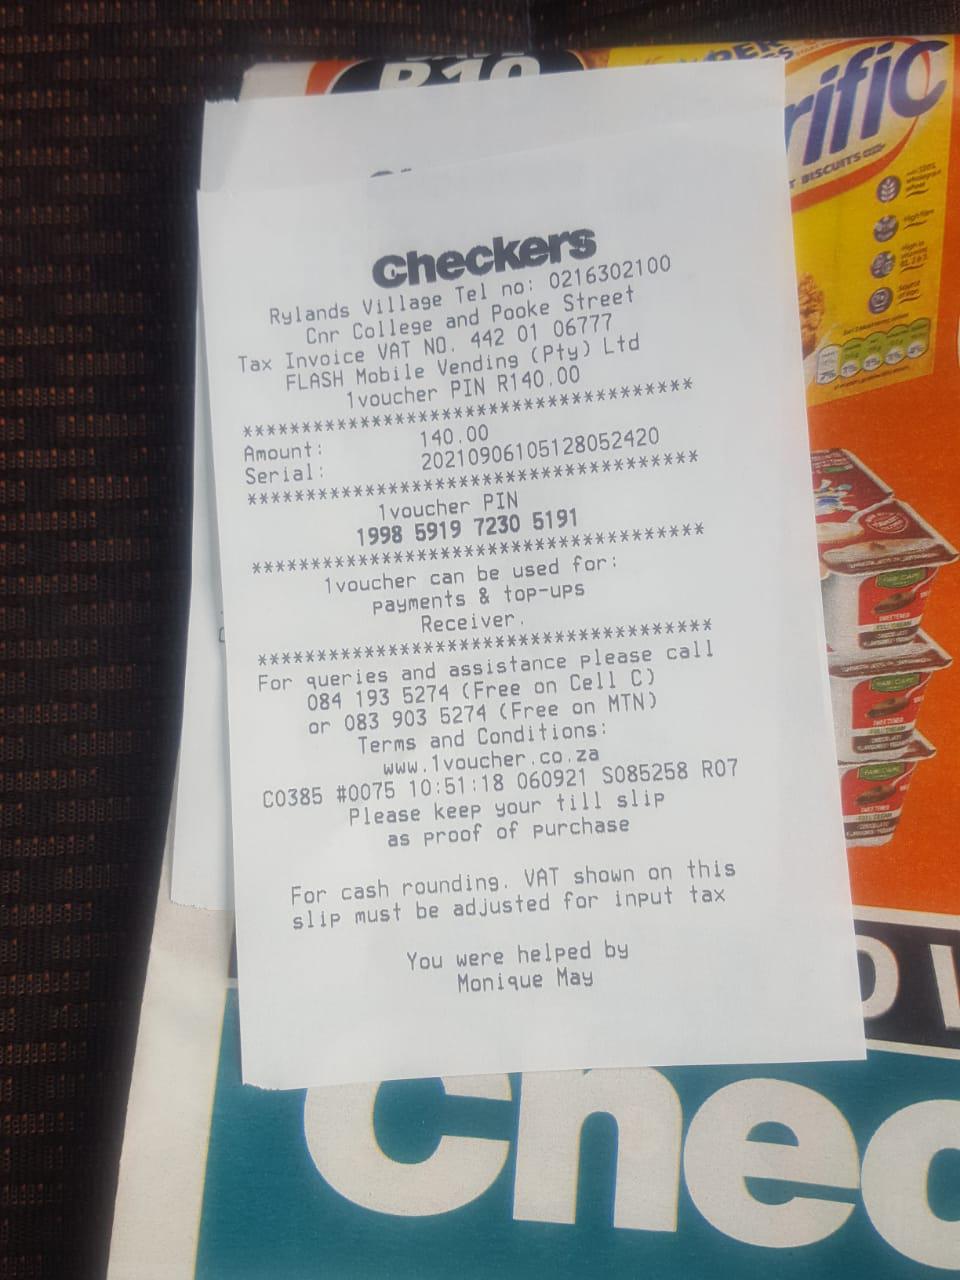 R10
rific
T BISCUITS
High fibre
Checkers
Rylands Village Tel no: 0216302100
Cnr College and Pooke Street
Tax Invoice VAT NO. 442 01 06777
FLASH Mobile Vending (Pty) Ltd
1voucher PIN R140.00
************************************
Amount: 140.00
Serial: 20210906105128052420
************************************
1voucher PIN
1998 5919 7230 5191
************************************
1voucher can be used for:
payments & top-ups
Receiver.
************************************
For queries and assistance please call
084 193 5274 (Free on Cell C)
or 083 903 5274 (Free on MTN)
Terms and Conditions:
www.1voucher.co.za
C0385 #0075 10:51:18 060921 S085258 R07
Please keep your till slip
as proof of purchase
For cash rounding. VAT shown on this
slip must be adjusted for input tax
You were helped by
Monique May
Chec